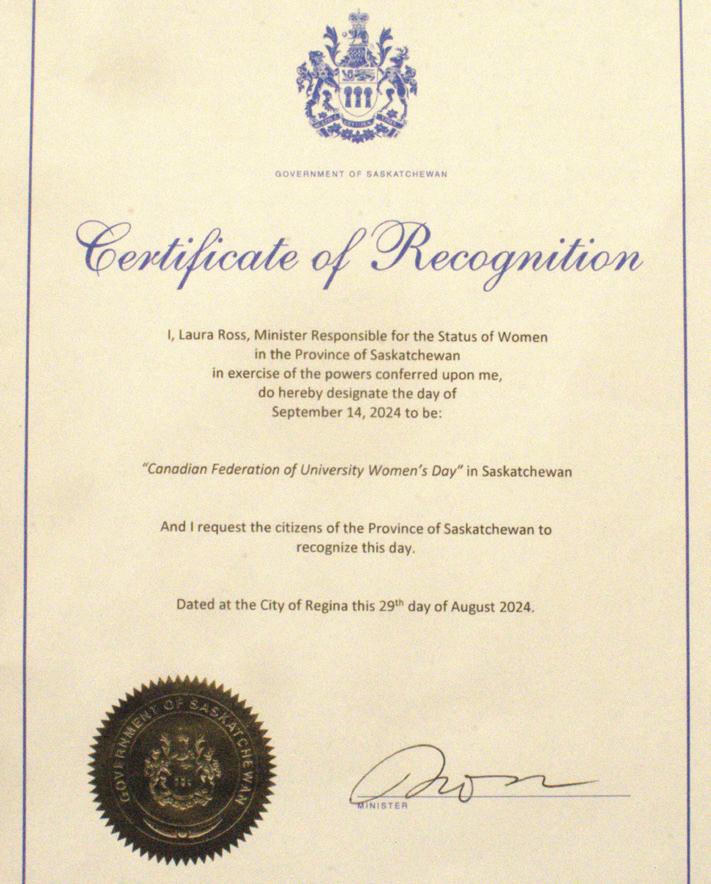 GOVERNMENT OF SASKATCHEWAN
Certificate of Recognition
I, Laura Ross, Minister Responsible for the Status of Women
in the Province of Saskatchewan
in exercise of the powers conferred upon me,
do hereby designate the day of
September 14, 2024 to be:
“Canadian Federation of University Women’s Day” in Saskatchewan
And I request the citizens of the Province of Saskatchewan to
recognize this day.
Dated at the City of Regina this 29th day of August 2024.
GOVERNMENT OF SASKATCHEWAN
MINISTER